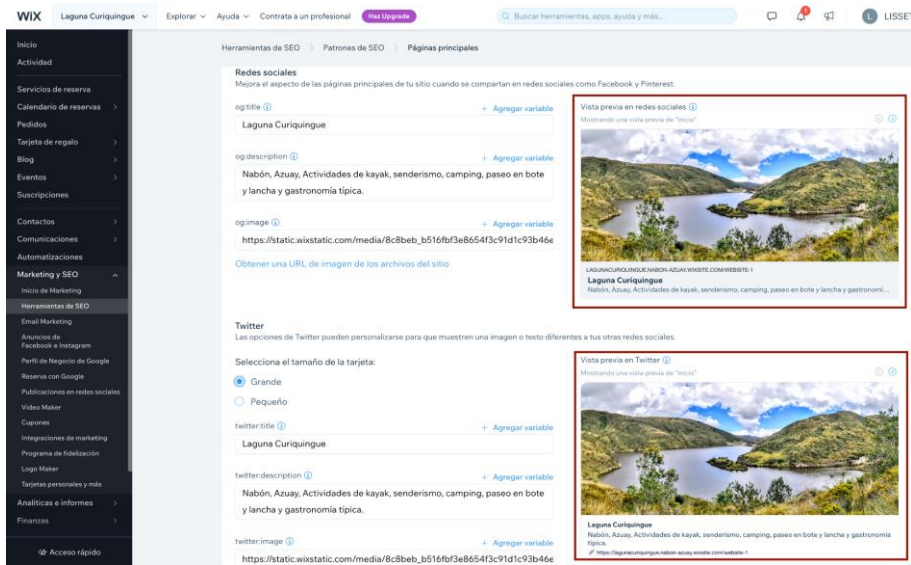 WiX Laguna Curiquingue Explorar Ayuda Contrata a un profesional Haz Upgrade Buscar herramientas, apps, ayuda y más... 1 L LISSET
Herramientas de SEO > Patrones de SEO > Páginas principales
Inicio
Actividad
Servicios de reserva
Calendario de reservas
Pedidos
Tarjeta de regalo
Blog
Eventos
Suscripciones
Contactos
Comunicaciones
Automatizaciones
Marketing y SEO
Inicio de Marketing
Herramientas de SEO
Email Marketing
Anuncios de
Facebook e Instagram
Perfil de Negocio de Google
Reserva con Google
Publicaciones en redes sociales
Video Maker
Cupones
Integraciones de marketing
Programa de fidelización
Logo Maker
Tarjetas personales y más
Analíticas e informes
Finanzas
Acceso rápido
Redes sociales
Mejora el aspecto de las páginas principales de tu sitio cuando se compartan en redes sociales como Facebook y Pinterest.
og:title + Agregar variable
Laguna Curiquingue
og:description + Agregar variable
Nabón, Azuay, Actividades de kayak, senderismo, camping, paseo en bote
y lancha y gastronomía típica.
og:image + Agregar variable
https://static.wixstatic.com/media/8c8beb_b516fbf3e8654f3c91d1c93b46e
Obtener una URL de imagen de los archivos del sitio
Vista previa en redes sociales
Mostrando una vista previa de "Inicio"
LAGUNACURIQUINGUE.NABON-AZUAY.WIXSITE.COM/WEBSITE-1
Laguna Curiquingue
Nabón, Azuay, Actividades de kayak, senderismo, camping, paseo en bote y lancha y gastronomí...
Twitter
Las opciones de Twitter pueden personalizarse para que muestren una imagen o texto diferentes a tus otras redes sociales.
Selecciona el tamaño de la tarjeta:
Grande
Pequeño
twitter:title + Agregar variable
Laguna Curiquingue
twitter:description + Agregar variable
Nabón, Azuay, Actividades de kayak, senderismo, camping, paseo en bote
y lancha y gastronomía típica.
twitter:image + Agregar variable
https://static.wixstatic.com/media/8c8beb_b516fbf3e8654f3c91d1c93b46e
Vista previa en Twitter
Mostrando una vista previa de "Inicio"
Laguna Curiquingue
Nabón, Azuay, Actividades de kayak, senderismo, camping, paseo en bote y lancha y gastronomía
típica.
https://lagunacuriquingue.nabon-azuay.wixsite.com/website-1